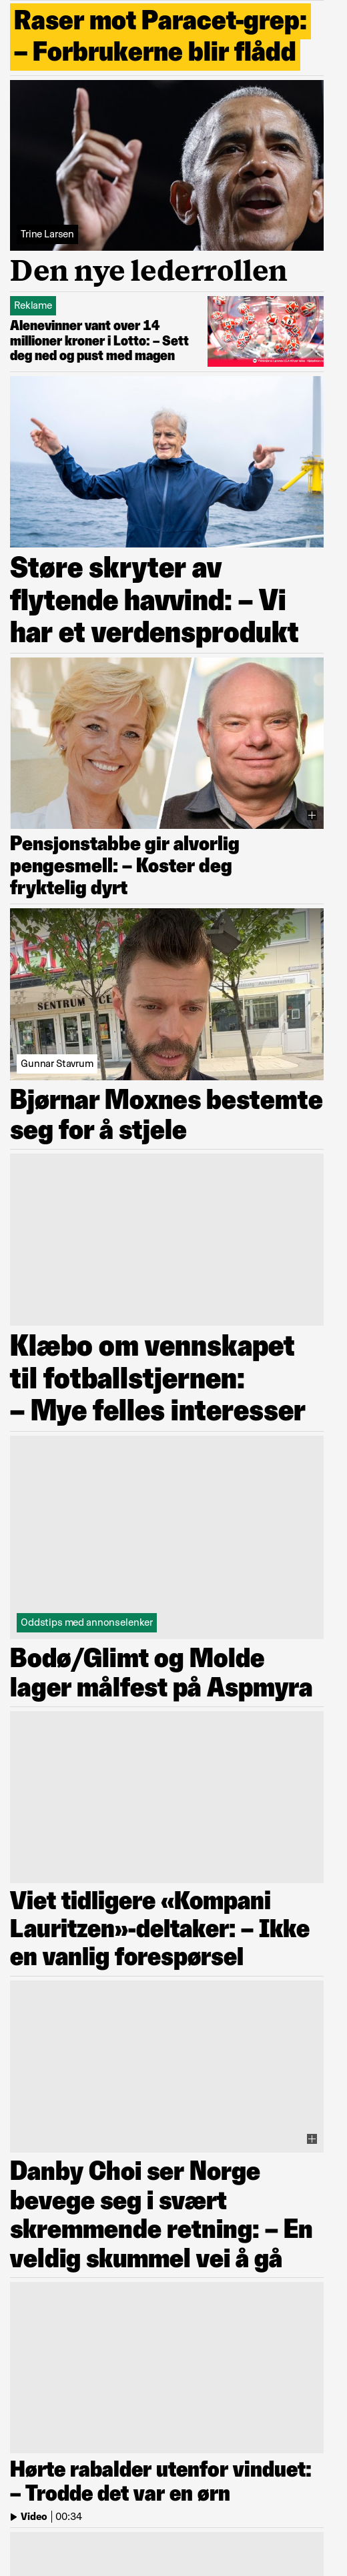 Raser mot Paracet-grep:
– Forbrukerne blir flådd
Trine Larsen
Den nye lederrollen
Reklame
Alenevinner vant over 14
millioner kroner i Lotto: – Sett
deg ned og pust med magen
Støre skryter av
flytende havvind: – Vi
har et verdensprodukt
Pensjonstabbe gir alvorlig
pengesmell: – Koster deg
fryktelig dyrt
SENTRUM
Gunnar Stavrum
Bjørnar Moxnes bestemte
seg for å stjele
Klæbo om vennskapet
til fotballstjernen:
– Mye felles interesser
Oddstips med annonselenker
Bodø/Glimt og Molde
lager målfest på Aspmyra
Viet tidligere «Kompani
Lauritzen»-deltaker: – Ikke
en vanlig forespørsel
Danby Choi ser Norge
bevege seg i svært
skremmende retning: – En
veldig skummel vei å gå
Hørte rabalder utenfor vinduet:
– Trodde det var en ørn
Video 00:34